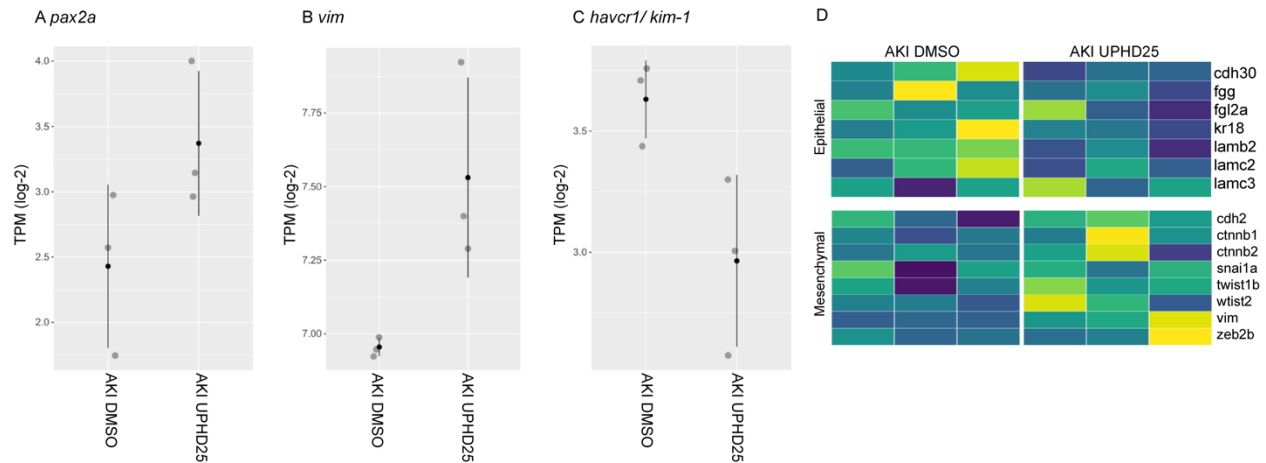 A pax2a
TPM (log-2)
4.0
3.5
3.0
2.5
2.0
AKI DMSO
AKI UPHD25
B vim
TPM (log-2)
7.75
7.50
7.25
7.00
AKI DMSO
AKI UPHD25
C havcr1/ kim-1
TPM (log-2)
3.5
3.0
AKI DMSO
AKI UPHD25
D
AKI DMSO
AKI UPHD25
Epithelial
cdh30
fgg
fgl2a
kr18
lamb2
lamc2
lamc3
Mesenchymal
cdh2
ctnnb1
ctnnb2
snai1a
twist1b
wtist2
vim
zeb2b